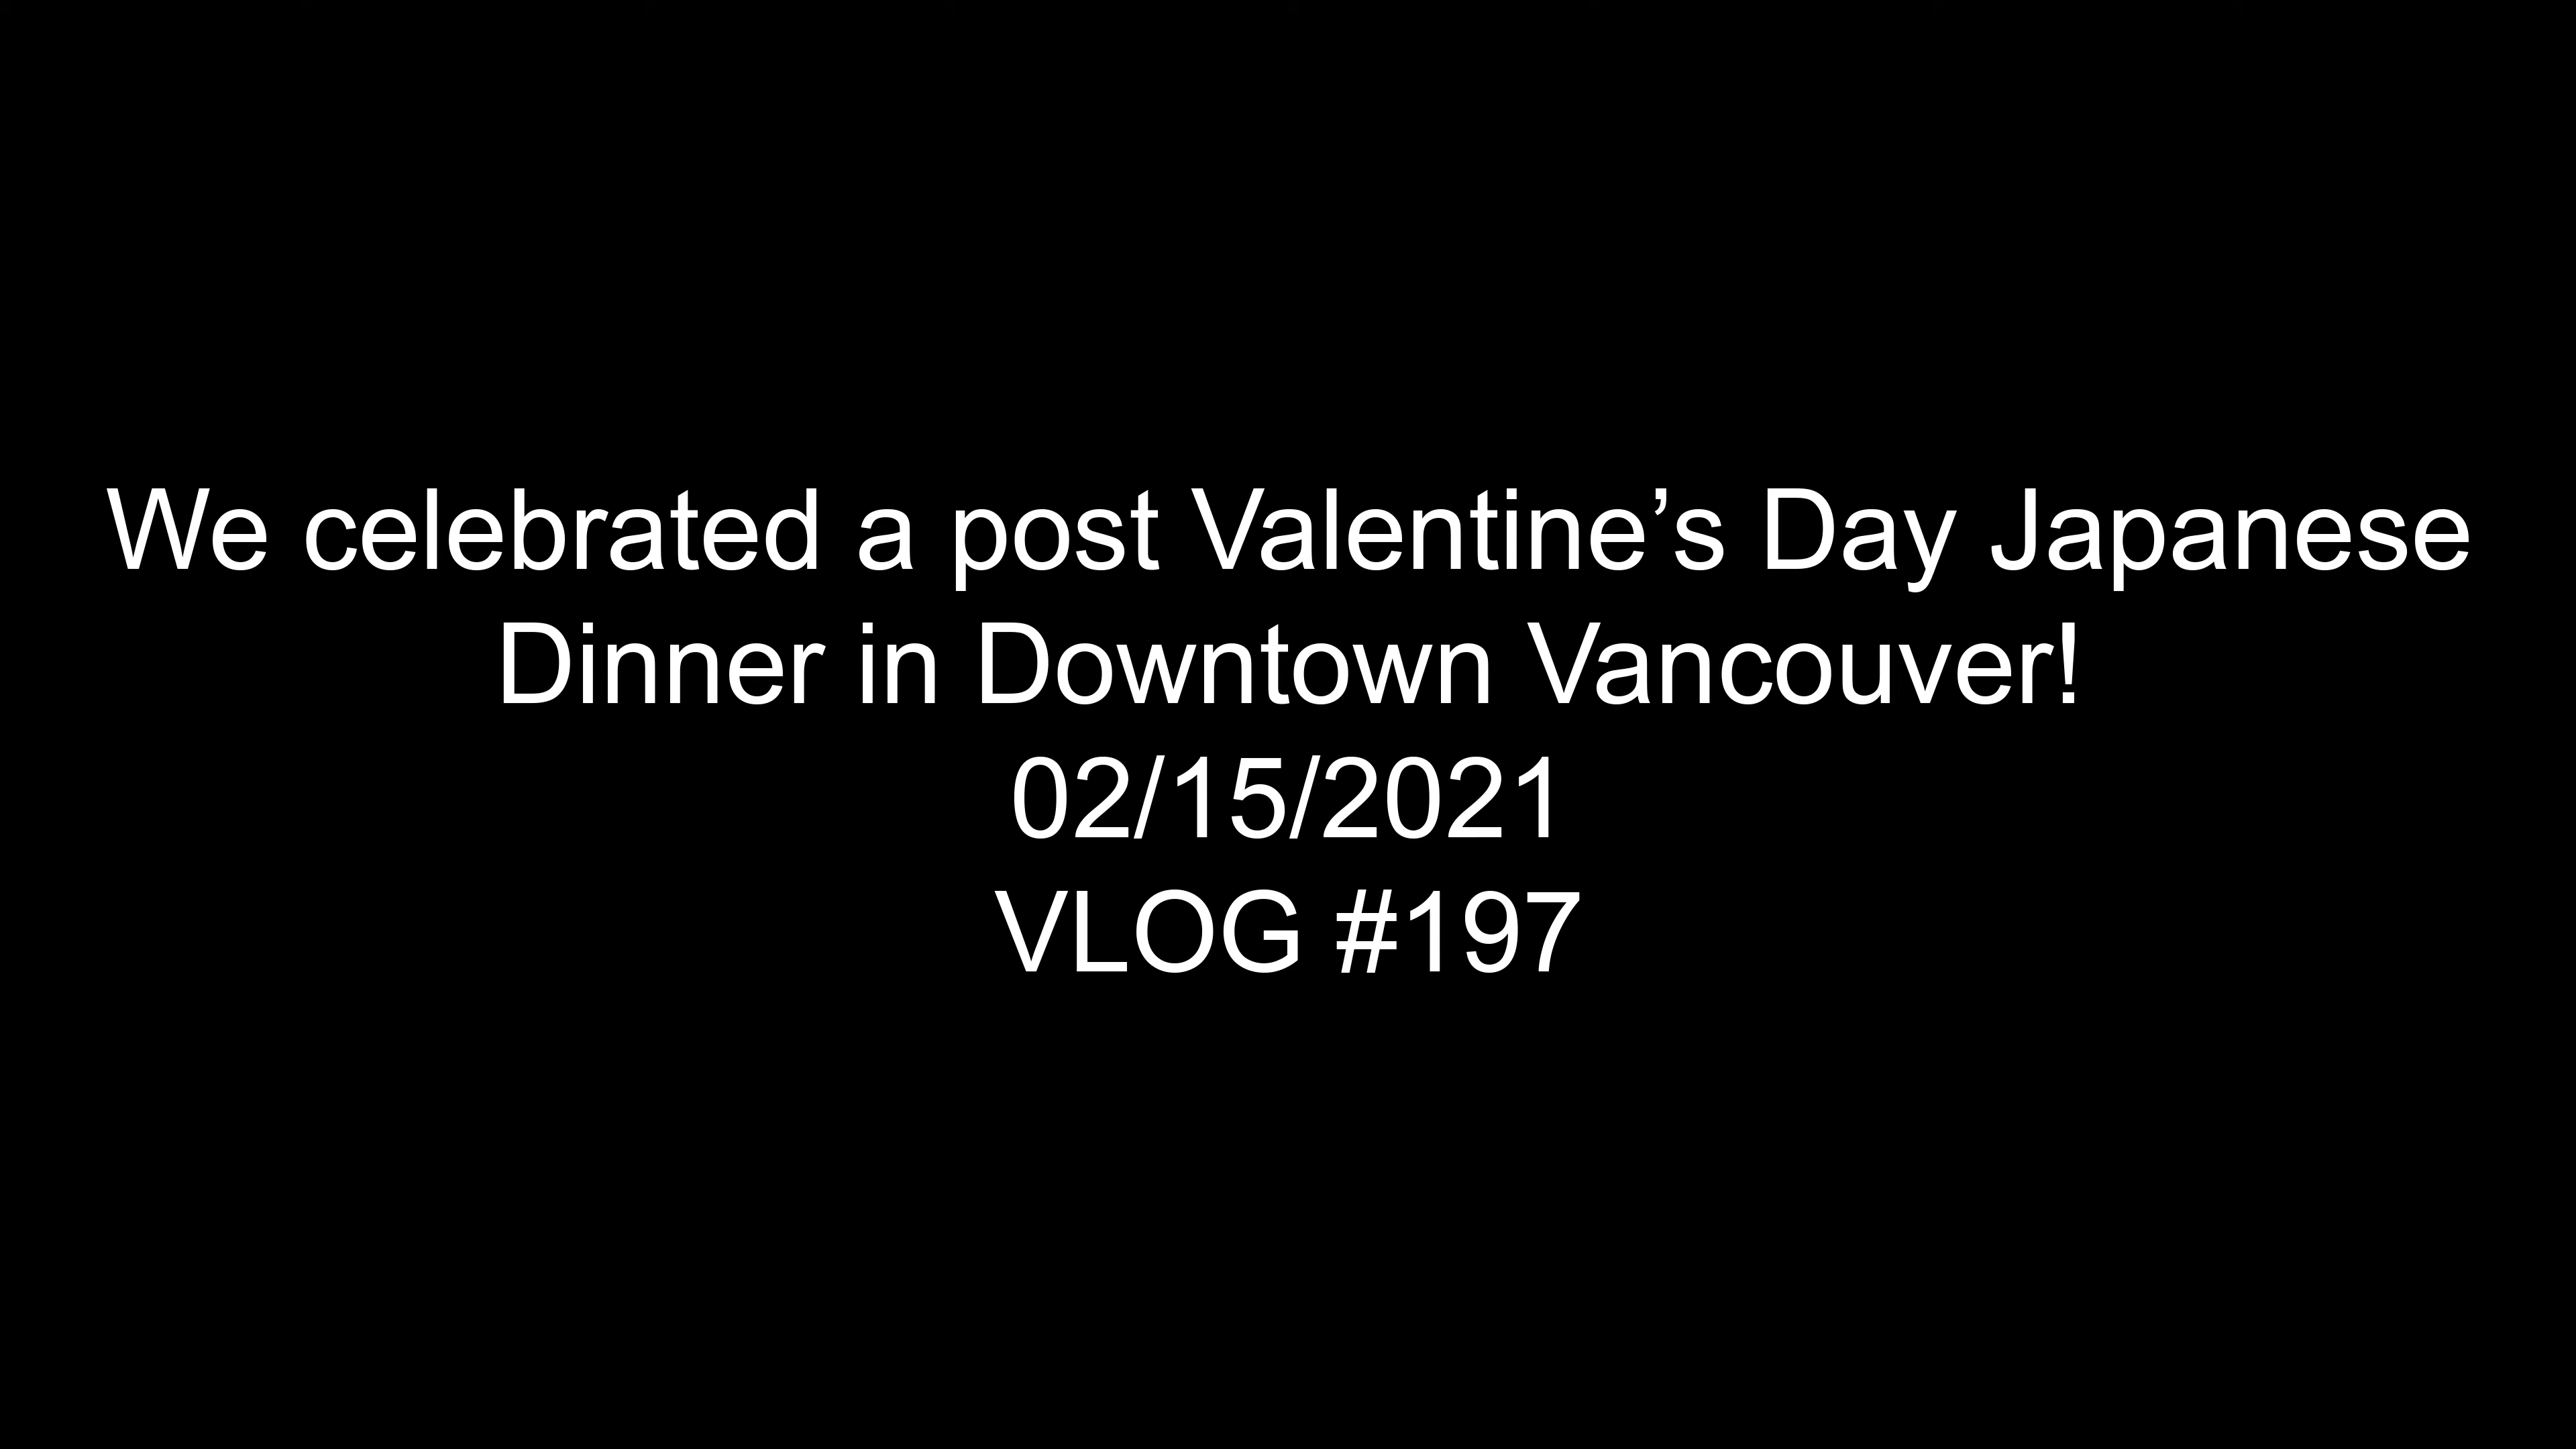 We celebrated a post Valentine’s Day Japanese
Dinner in Downtown Vancouver!
02/15/2021
VLOG #197